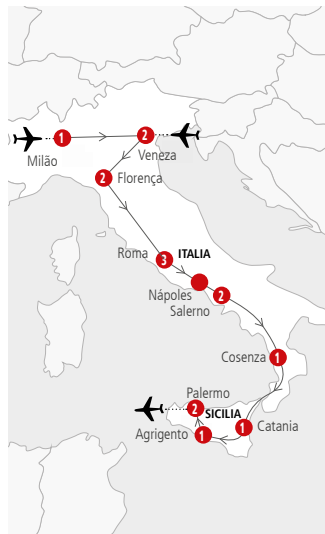 1
2
Milão
Veneza
2
Florença
Roma
3
ITALIA
Nápoles
2
Salerno
Cosenza
1
Palermo
2
SICILIA
Agrigento
1
1
Catania